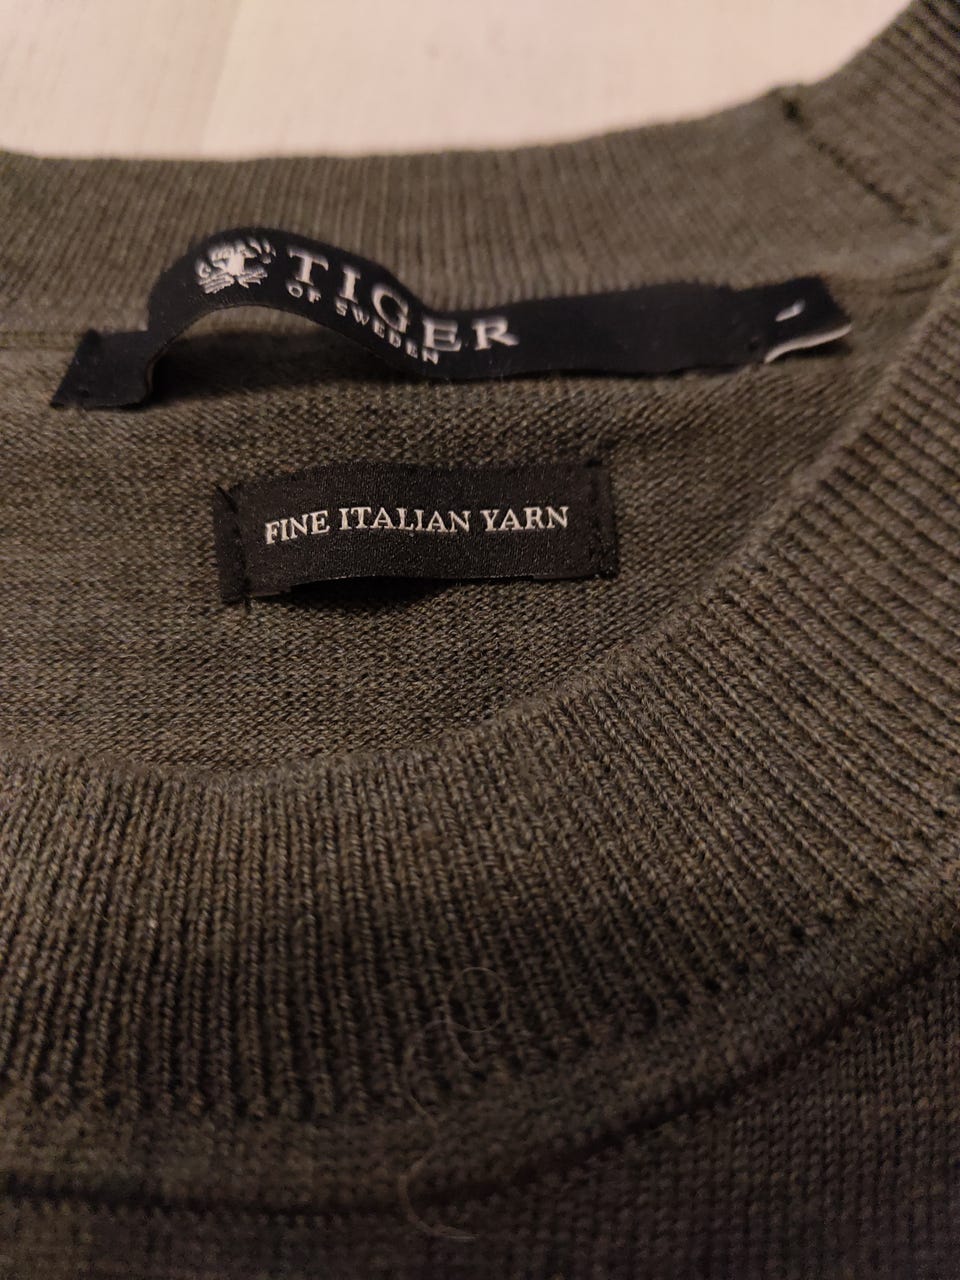 TIGER
OF SWEDEN
FINE ITALIAN YARN